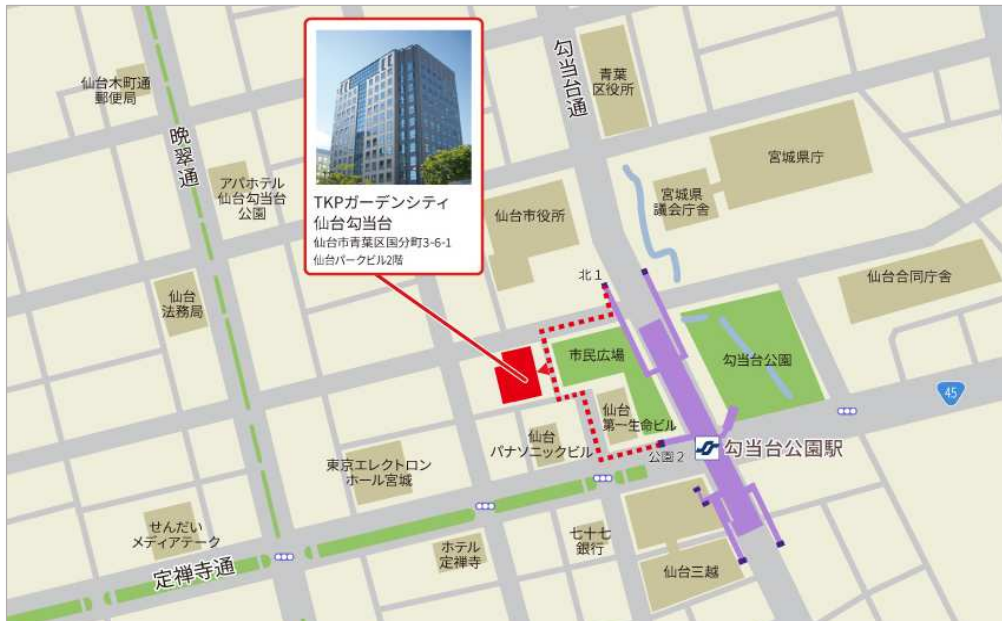 仙台木町通
郵便局
晩翠通
アパホテル
仙台勾当台
公園
仙台
法務局
TKPガーデンシティ
仙台勾当台
仙台市青葉区国分町3-6-1
仙台パークビル2階
勾当台通
青葉
区役所
宮城県庁
宮城県
議会庁舎
仙台市役所
北1
仙台合同庁舎
市民広場
勾当台公園
45
仙台
第一生命ビル
仙台
パナソニックビル
公園2
勾当台公園駅
東京エレクトロン
ホール宮城
せんだい
メディアテーク
定禅寺通
ホテル
定禅寺
七十七
銀行
仙台三越